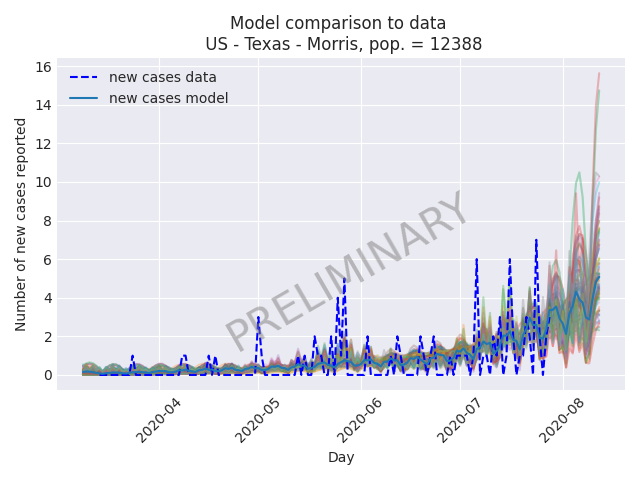 Model comparison to data
US - Texas - Morris, pop. = 12388
new cases data
new cases model
PRELIMINARY
Number of new cases reported
16
14
12
10
8
6
4
2
0
2020-04
2020-05
2020-06
2020-07
2020-08
Day